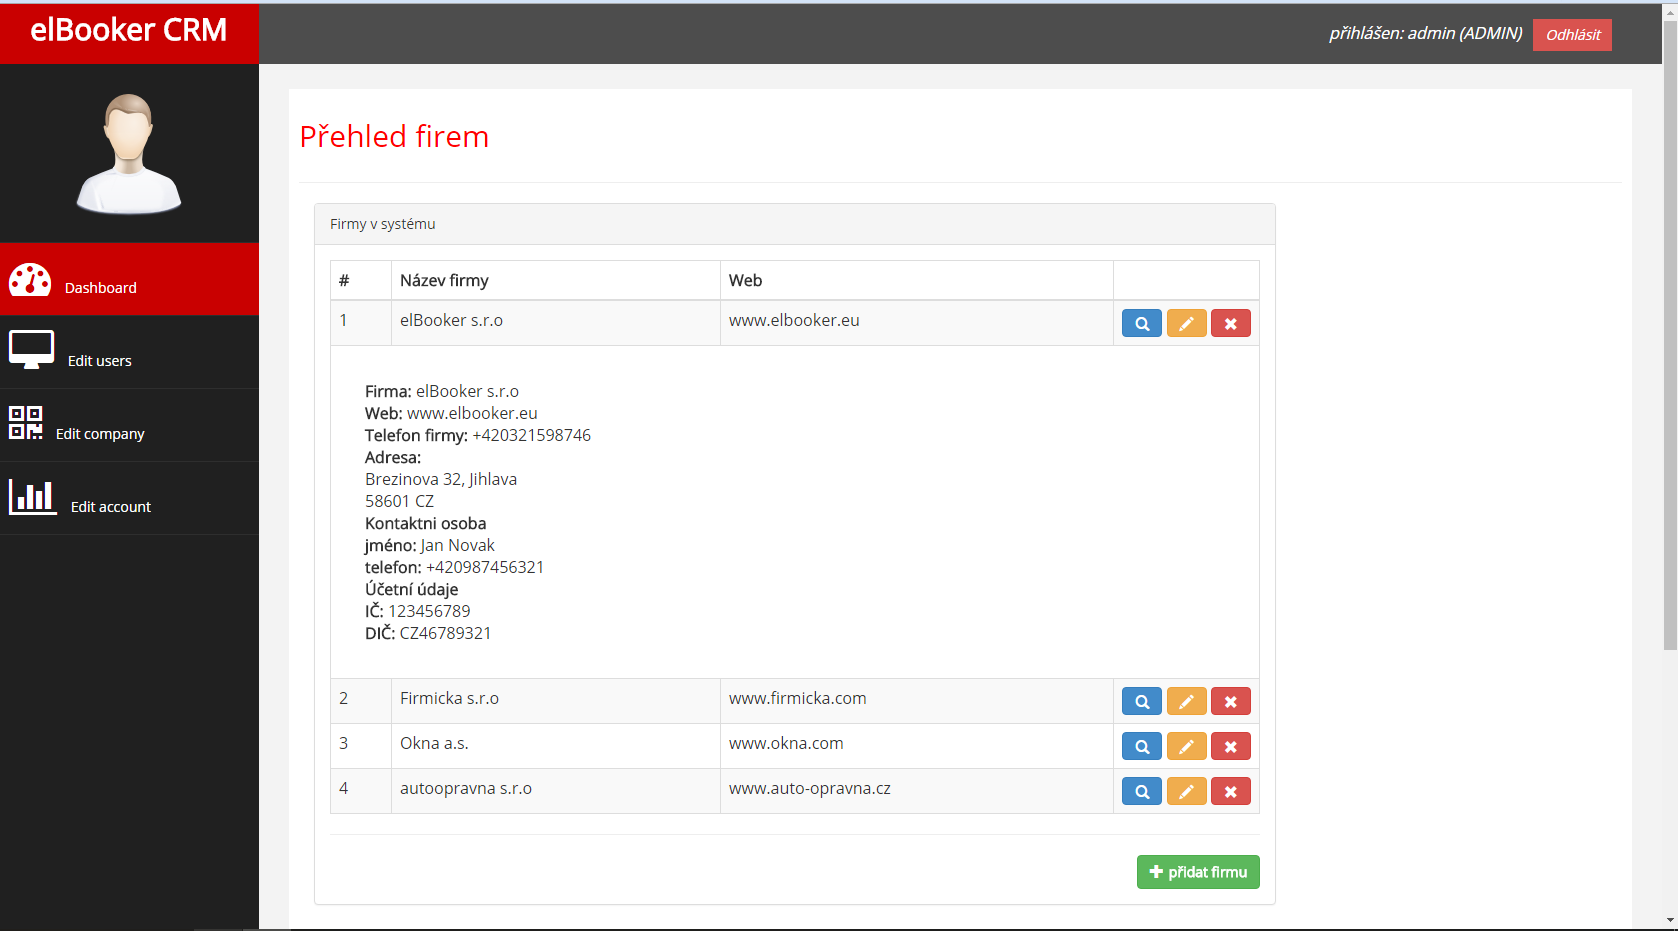 elBooker CRM
přihlášen: admin (ADMIN) Odhlásit
Dashboard
Edit users
Edit company
Edit account
Přehled firem
Firmy v systému
# Název firmy Web
1 elBooker s.r.o www.elbooker.eu
Firma: elBooker s.r.o
Web: www.elbooker.eu
Telefon firmy: +420321598746
Adresa:
Brezinova 32, Jihlava
58601 CZ
Kontaktni osoba
jméno: Jan Novak
telefon: +420987456321
Účetní údaje
IČ: 123456789
DIČ: CZ46789321
2 Firmicka s.r.o www.firmicka.com
3 Okna a.s. www.okna.com
4 autoopravna s.r.o www.auto-opravna.cz
přidat firmu